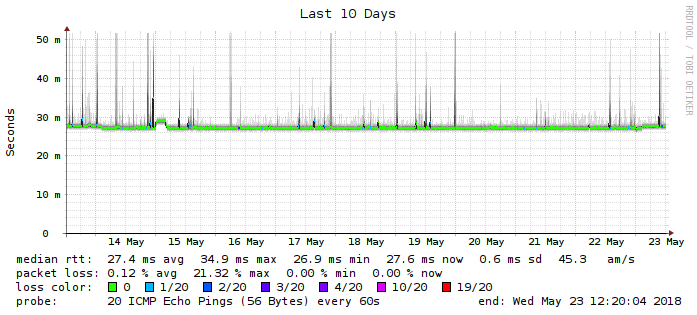 Last 10 Days
RRDTOOL / TOBI OETIKER
Seconds
50 m
40 m
30 m
20 m
10 m
0
14 May 15 May 16 May 17 May 18 May 19 May 20 May 21 May 22 May 23 May
median rtt: 27.4 ms avg 34.9 ms max 26.9 ms min 27.6 ms now 0.6 ms sd 45.3 am/s
packet loss: 0.12 % avg 21.32 % max 0.00 % min 0.00 % now
loss color: 0 1/20 2/20 3/20 4/20 10/20 19/20
probe: 20 ICMP Echo Pings (56 Bytes) every 60s end: Wed May 23 12:20:04 2018